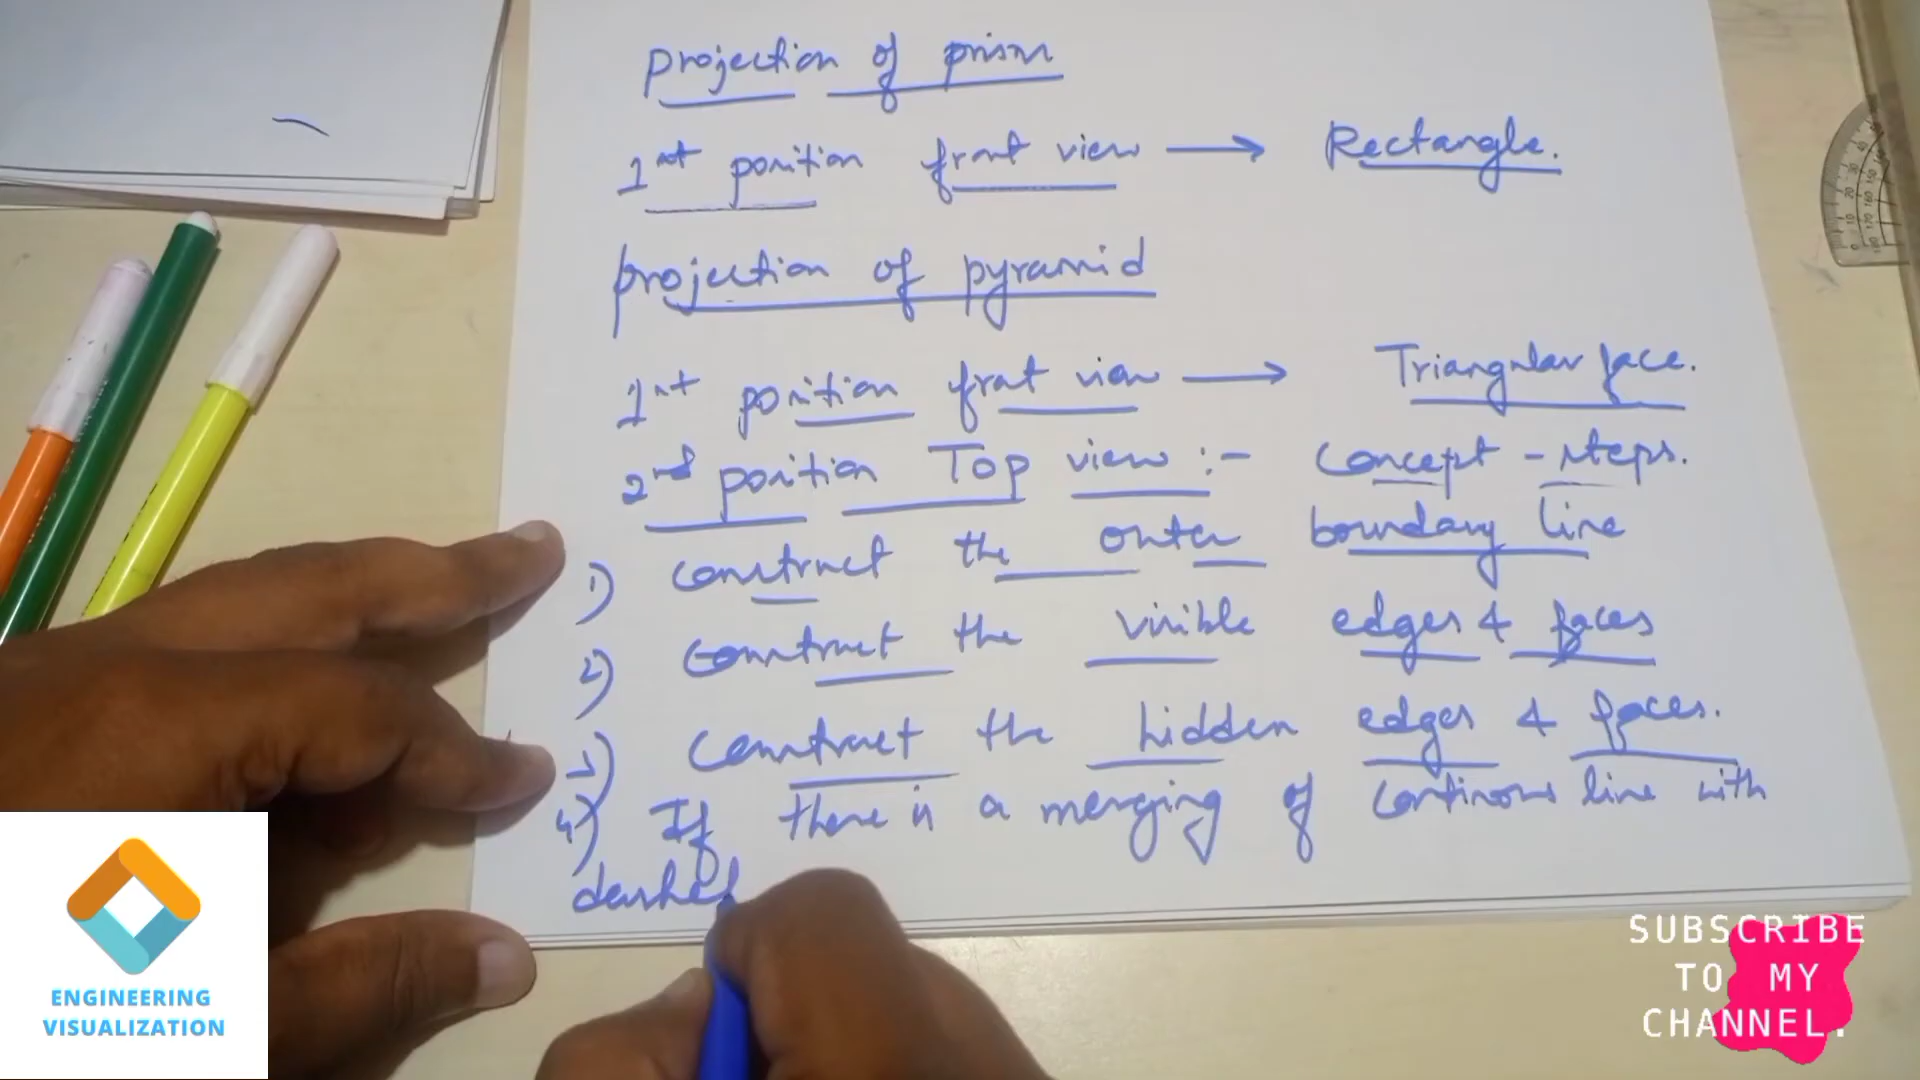 Projection of prism
1st position front view → Rectangle.
projection of pyramid
1st position front view → Triangular face.
2nd position Top view :- Concept - steps.
1) Construct the outer boundary line
2) Construct the visible edges & faces
3) Construct the hidden edges & faces.
4) If there is a merging of continous line with
dashed
ENGINEERING
VISUALIZATION
SUBSCRIBE
TO MY
CHANNEL.